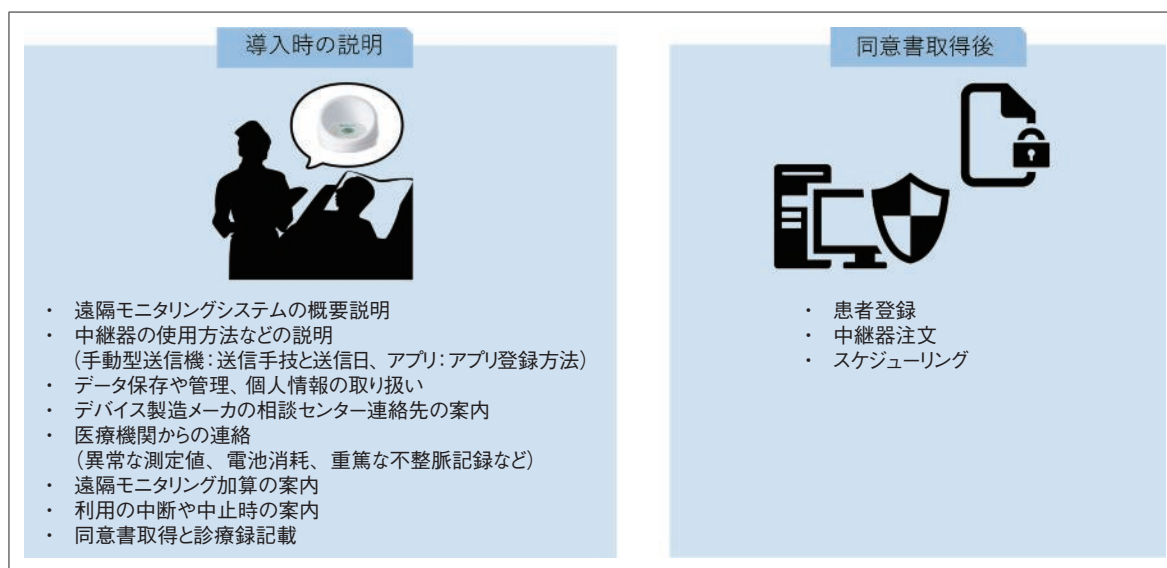 導入時の説明
・ 遠隔モニタリングシステムの概要説明
・ 中継器の使用方法などの説明
（手動型送信機：送信手技と送信日、アプリ：アプリ登録方法）
・ データ保存や管理、個人情報の取り扱い
・ デバイス製造メーカの相談センター連絡先の案内
・ 医療機関からの連絡
（異常な測定値、電池消耗、重篤な不整脈記録など）
・ 遠隔モニタリング加算の案内
・ 利用の中断や中止時の案内
・ 同意書取得と診療録記載
同意書取得後
・ 患者登録
・ 中継器注文
・ スケジューリング